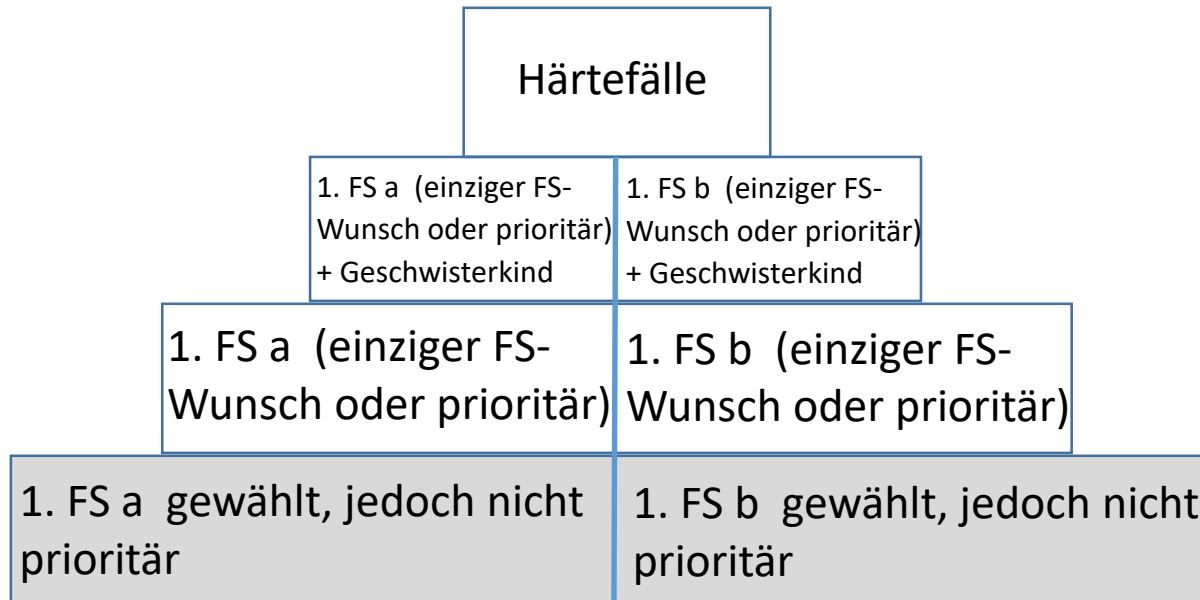 Härtefälle
1. FS a (einziger FS-
Wunsch oder prioritär)
+ Geschwisterkind
1. FS b (einziger FS-
Wunsch oder prioritär)
+ Geschwisterkind
1. FS a (einziger FS-
Wunsch oder prioritär)
1. FS b (einziger FS-
Wunsch oder prioritär)
1. FS a gewählt, jedoch nicht
prioritär
1. FS b gewählt, jedoch nicht
prioritär